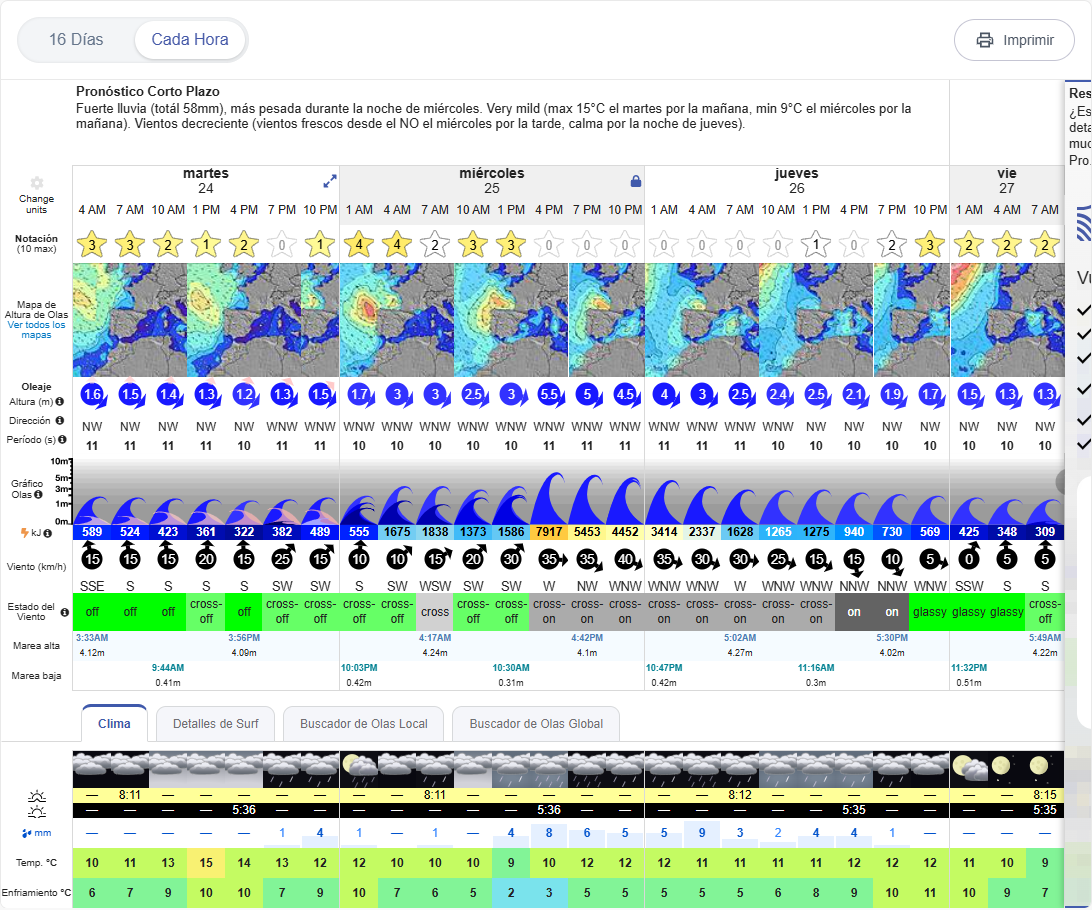 16 Días Cada Hora Imprimir
Pronóstico Corto Plazo
Fuerte lluvia (totál 58mm), más pesada durante la noche de miércoles. Very mild (max 15°C el martes por la mañana, min 9°C el miércoles por la
mañana). Vientos decreciente (vientos frescos desde el NO el miércoles por la tarde, calma por la noche de jueves).
Res
¿Es
deta
muc
Pro.
Change
units
martes miércoles jueves vie
24 25 26 27
4 AM 7 AM 10 AM 1 PM 4 PM 7 PM 10 PM 1 AM 4 AM 7 AM 10 AM 1 PM 4 PM 7 PM 10 PM 1 AM 4 AM 7 AM 10 AM 1 PM 4 PM 7 PM 10 PM 1 AM 4 AM 7 AM
Notación
(10 max)
3 3 2 1 2 0 1 4 4 2 3 3 0 0 0 0 0 0 0 1 0 2 3 2 2 2
Vu
Mapa de
Altura de Olas
Ver todos los
mapas
Oleaje
Altura (m) 1.6 1.5 1.4 1.3 1.2 1.3 1.5 1.7 3 3 2.5 3 5.5 5 4.5 4 3 2.5 2.4 2.5 2.1 1.9 1.7 1.5 1.3 1.3
Dirección NW NW NW NW NW WNW WNW WNW WNW WNW WNW WNW WNW WNW WNW WNW WNW WNW WNW NW NW NW NW NW NW NW
Período (s) 11 11 11 11 11 11 11 10 10 10 10 10 11 11 11 11 11 11 10 10 10 10 10 10 10 10
Gráfico
Olas
10m
5m
3m
1m
0m
kJ 589 524 423 361 322 382 489 555 1675 1838 1373 1586 7917 5453 4452 3414 2337 1628 1265 1275 940 730 569 425 348 309
Viento (km/h) 15 15 15 20 15 25 15 15 10 15 20 30 35 35 40 35 30 30 25 15 15 10 5 0 5 5
SSE S S S S SW SW S SW WSW SW SW W NW WNW WNW WNW W WNW WNW NNW NNW WNW SSW S S
Estado del
Viento
off off off cross-off off cross-off cross-off cross-off cross-off cross cross-off cross-off cross-on cross-on cross-on cross-on cross-on cross-on cross-on cross-on on on glassy glassy glassy cross-off
Marea alta
3:33AM 3:56PM 4:17AM 4:42PM 5:02AM 5:30PM 5:49AM
4.12m 4.09m 4.24m 4.1m 4.27m 4.02m 4.22m
Marea baja
9:44AM 10:03PM 10:30AM 10:47PM 11:16AM 11:32PM
0.41m 0.42m 0.31m 0.42m 0.3m 0.51m
Clima Detalles de Surf Buscador de Olas Local Buscador de Olas Global
— 8:11 — — — — — — — 8:11 — — — — — — — 8:12 — — — — — — — 8:15
— — — — 5:36 — — — — — — — 5:36 — — — — — — — 5:35 — — — — 5:35
mm — — — — — 1 4 1 — 1 — 4 8 6 5 5 9 3 2 4 4 1 — — — —
Temp. °C 10 11 13 15 14 13 12 12 10 10 10 9 10 12 12 12 11 11 11 11 12 12 12 11 10 9
Enfriamiento °C 6 7 9 10 10 7 9 10 7 6 5 2 3 5 5 5 5 5 6 8 9 10 11 10 9 7